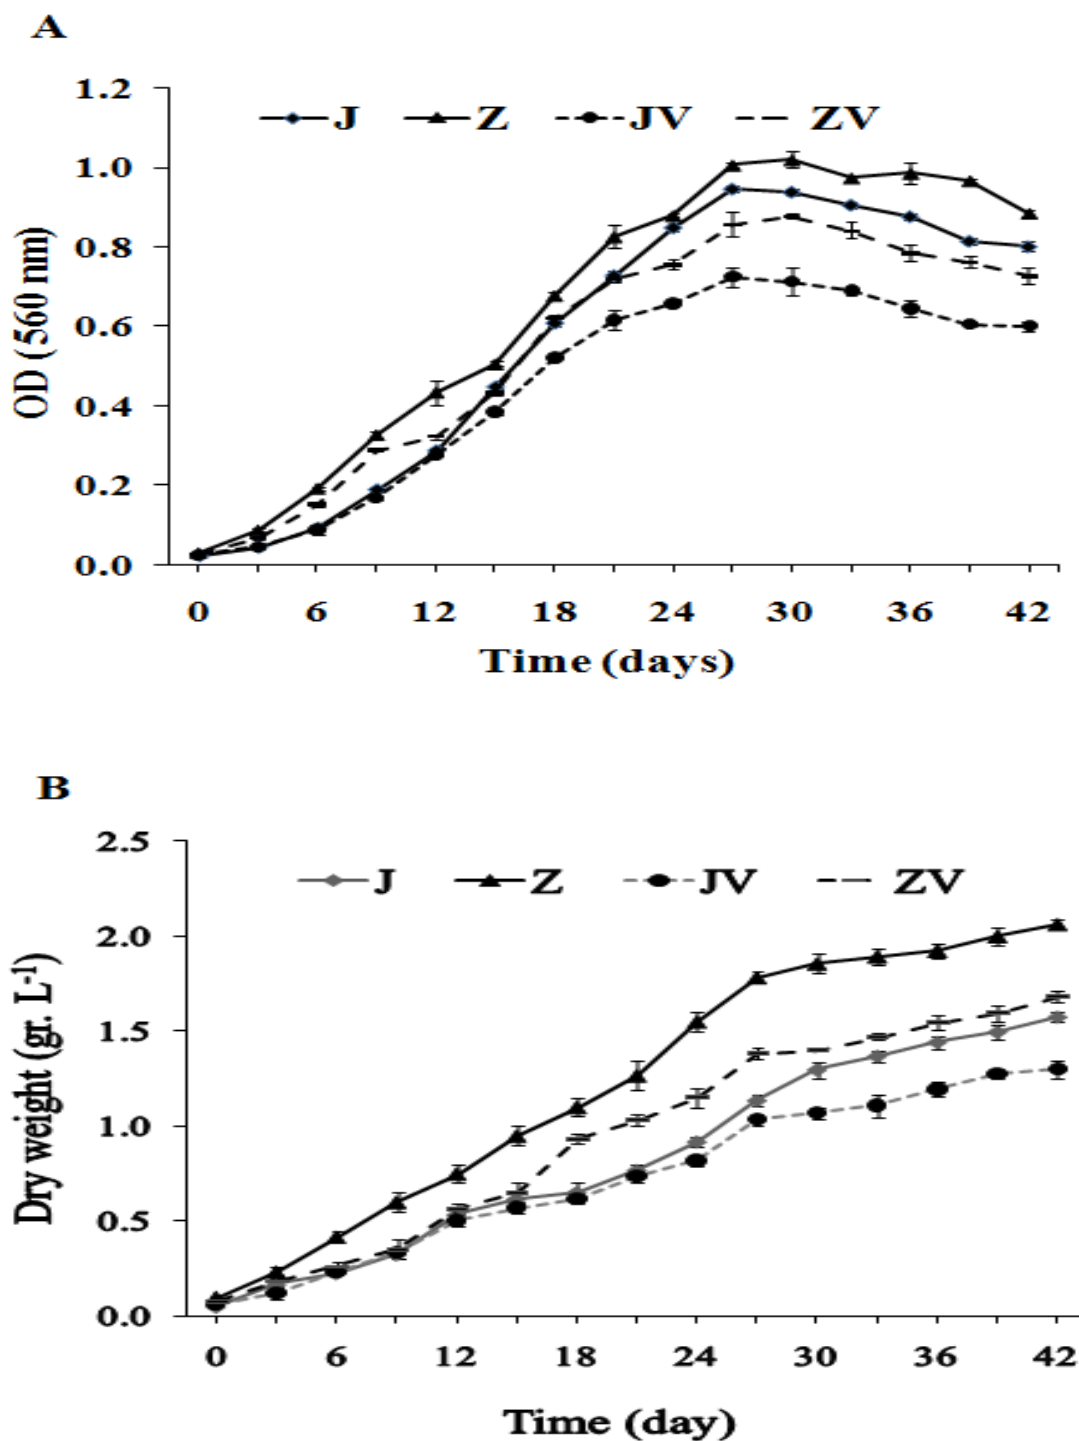 A
1.2
J Z JV ZV
1.0
0.8
0.6
0.4
0.2
0.0
OD (560 nm)
0 6 12 18 24 30 36 42
Time (days)
B
2.5
J Z JV ZV
2.0
1.5
1.0
0.5
0.0
Dry weight (gr. L-1)
0 6 12 18 24 30 36 42
Time (day)